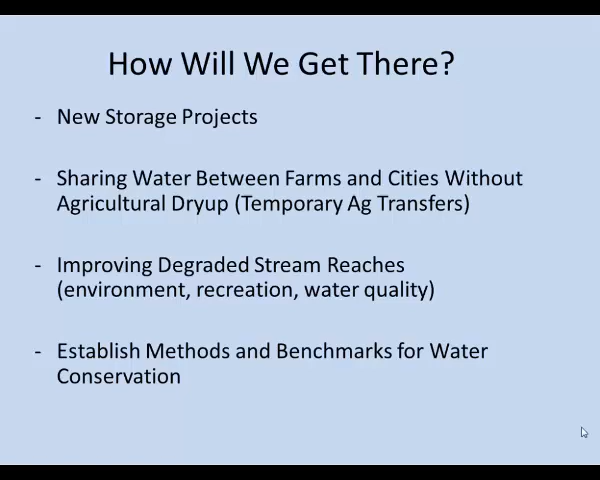 How Will We Get There?
- New Storage Projects
- Sharing Water Between Farms and Cities Without
Agricultural Dryup (Temporary Ag Transfers)
- Improving Degraded Stream Reaches
(environment, recreation, water quality)
- Establish Methods and Benchmarks for Water
Conservation